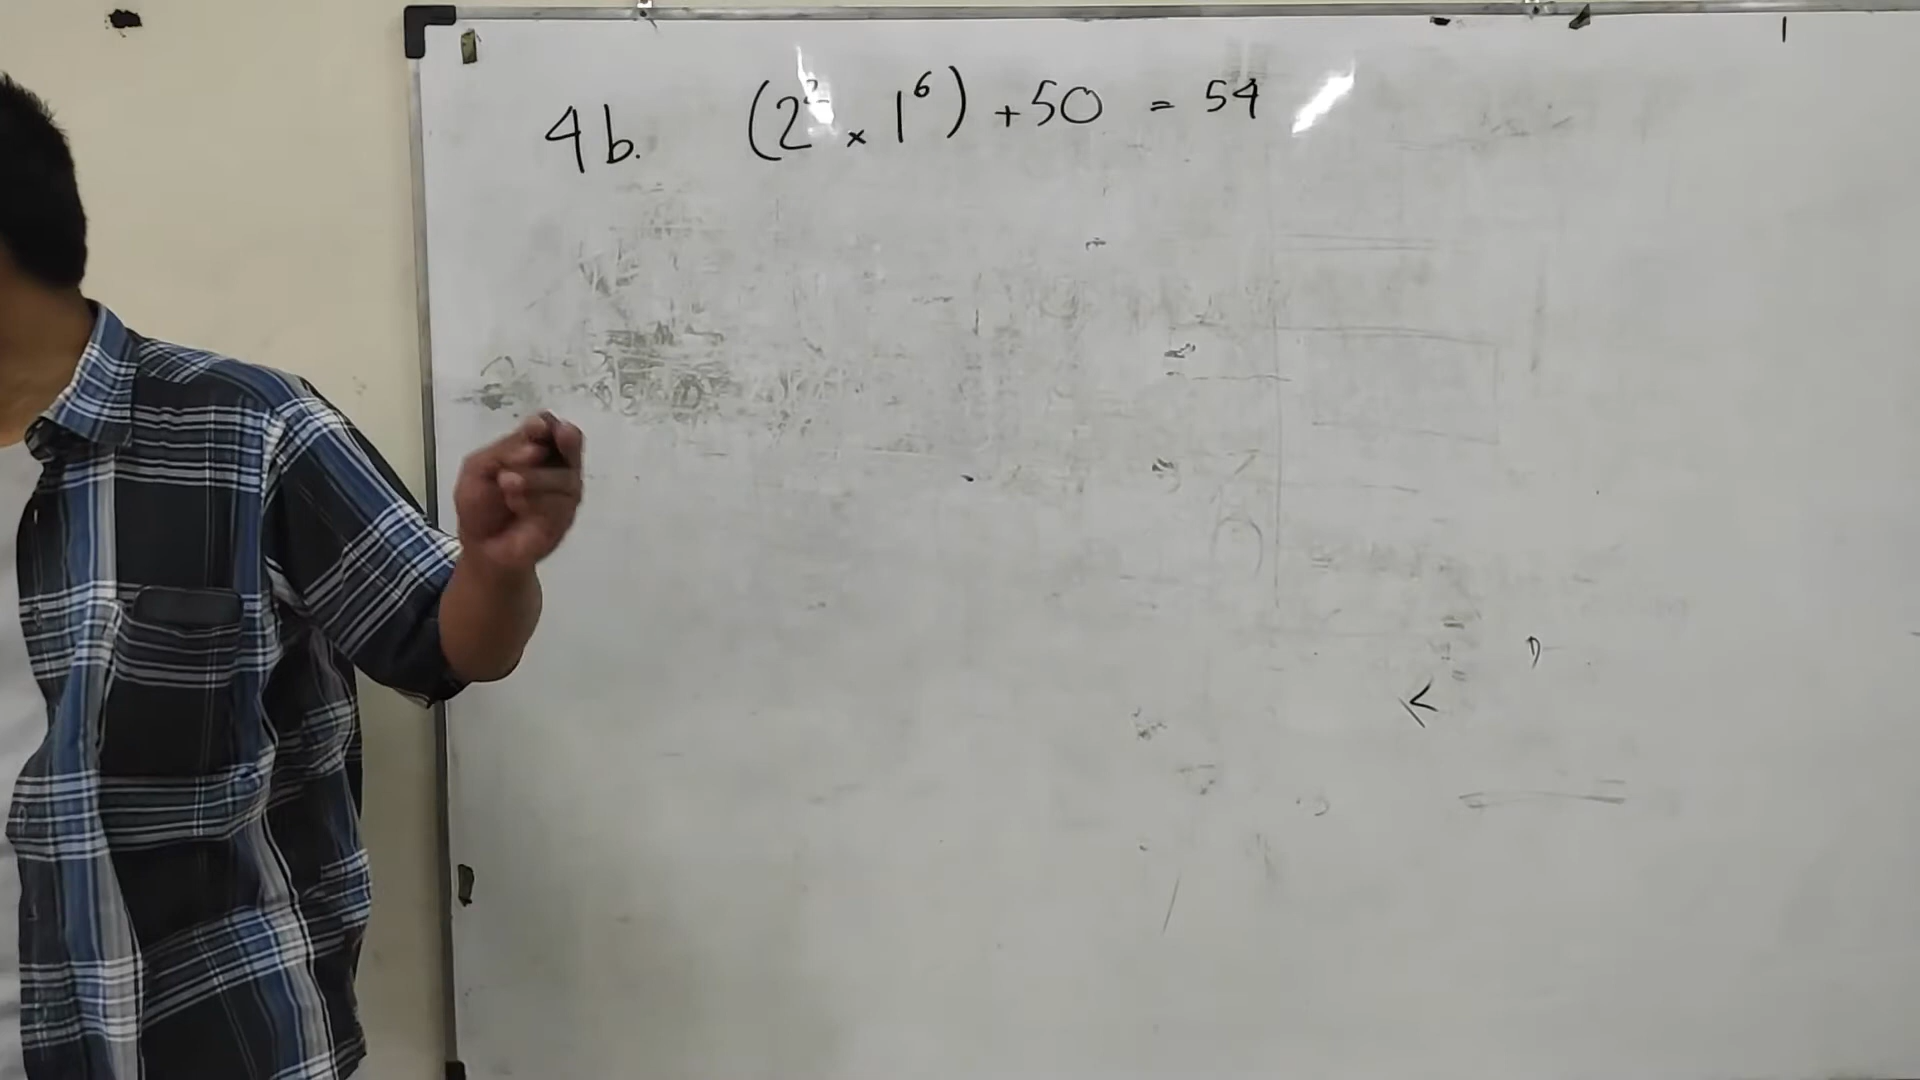 4b. (2² × 1⁶) + 50 = 54